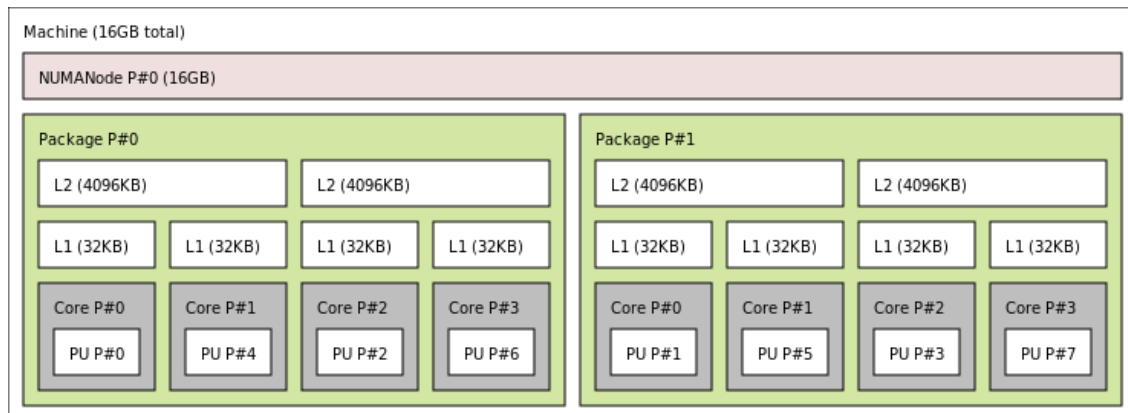 Machine (16GB total)
NUMANode P#0 (16GB)
Package P#0
L2 (4096KB)
L2 (4096KB)
L1 (32KB)
L1 (32KB)
L1 (32KB)
L1 (32KB)
Core P#0
Core P#1
Core P#2
Core P#3
PU P#0
PU P#4
PU P#2
PU P#6
Package P#1
L2 (4096KB)
L2 (4096KB)
L1 (32KB)
L1 (32KB)
L1 (32KB)
L1 (32KB)
Core P#0
Core P#1
Core P#2
Core P#3
PU P#1
PU P#5
PU P#3
PU P#7